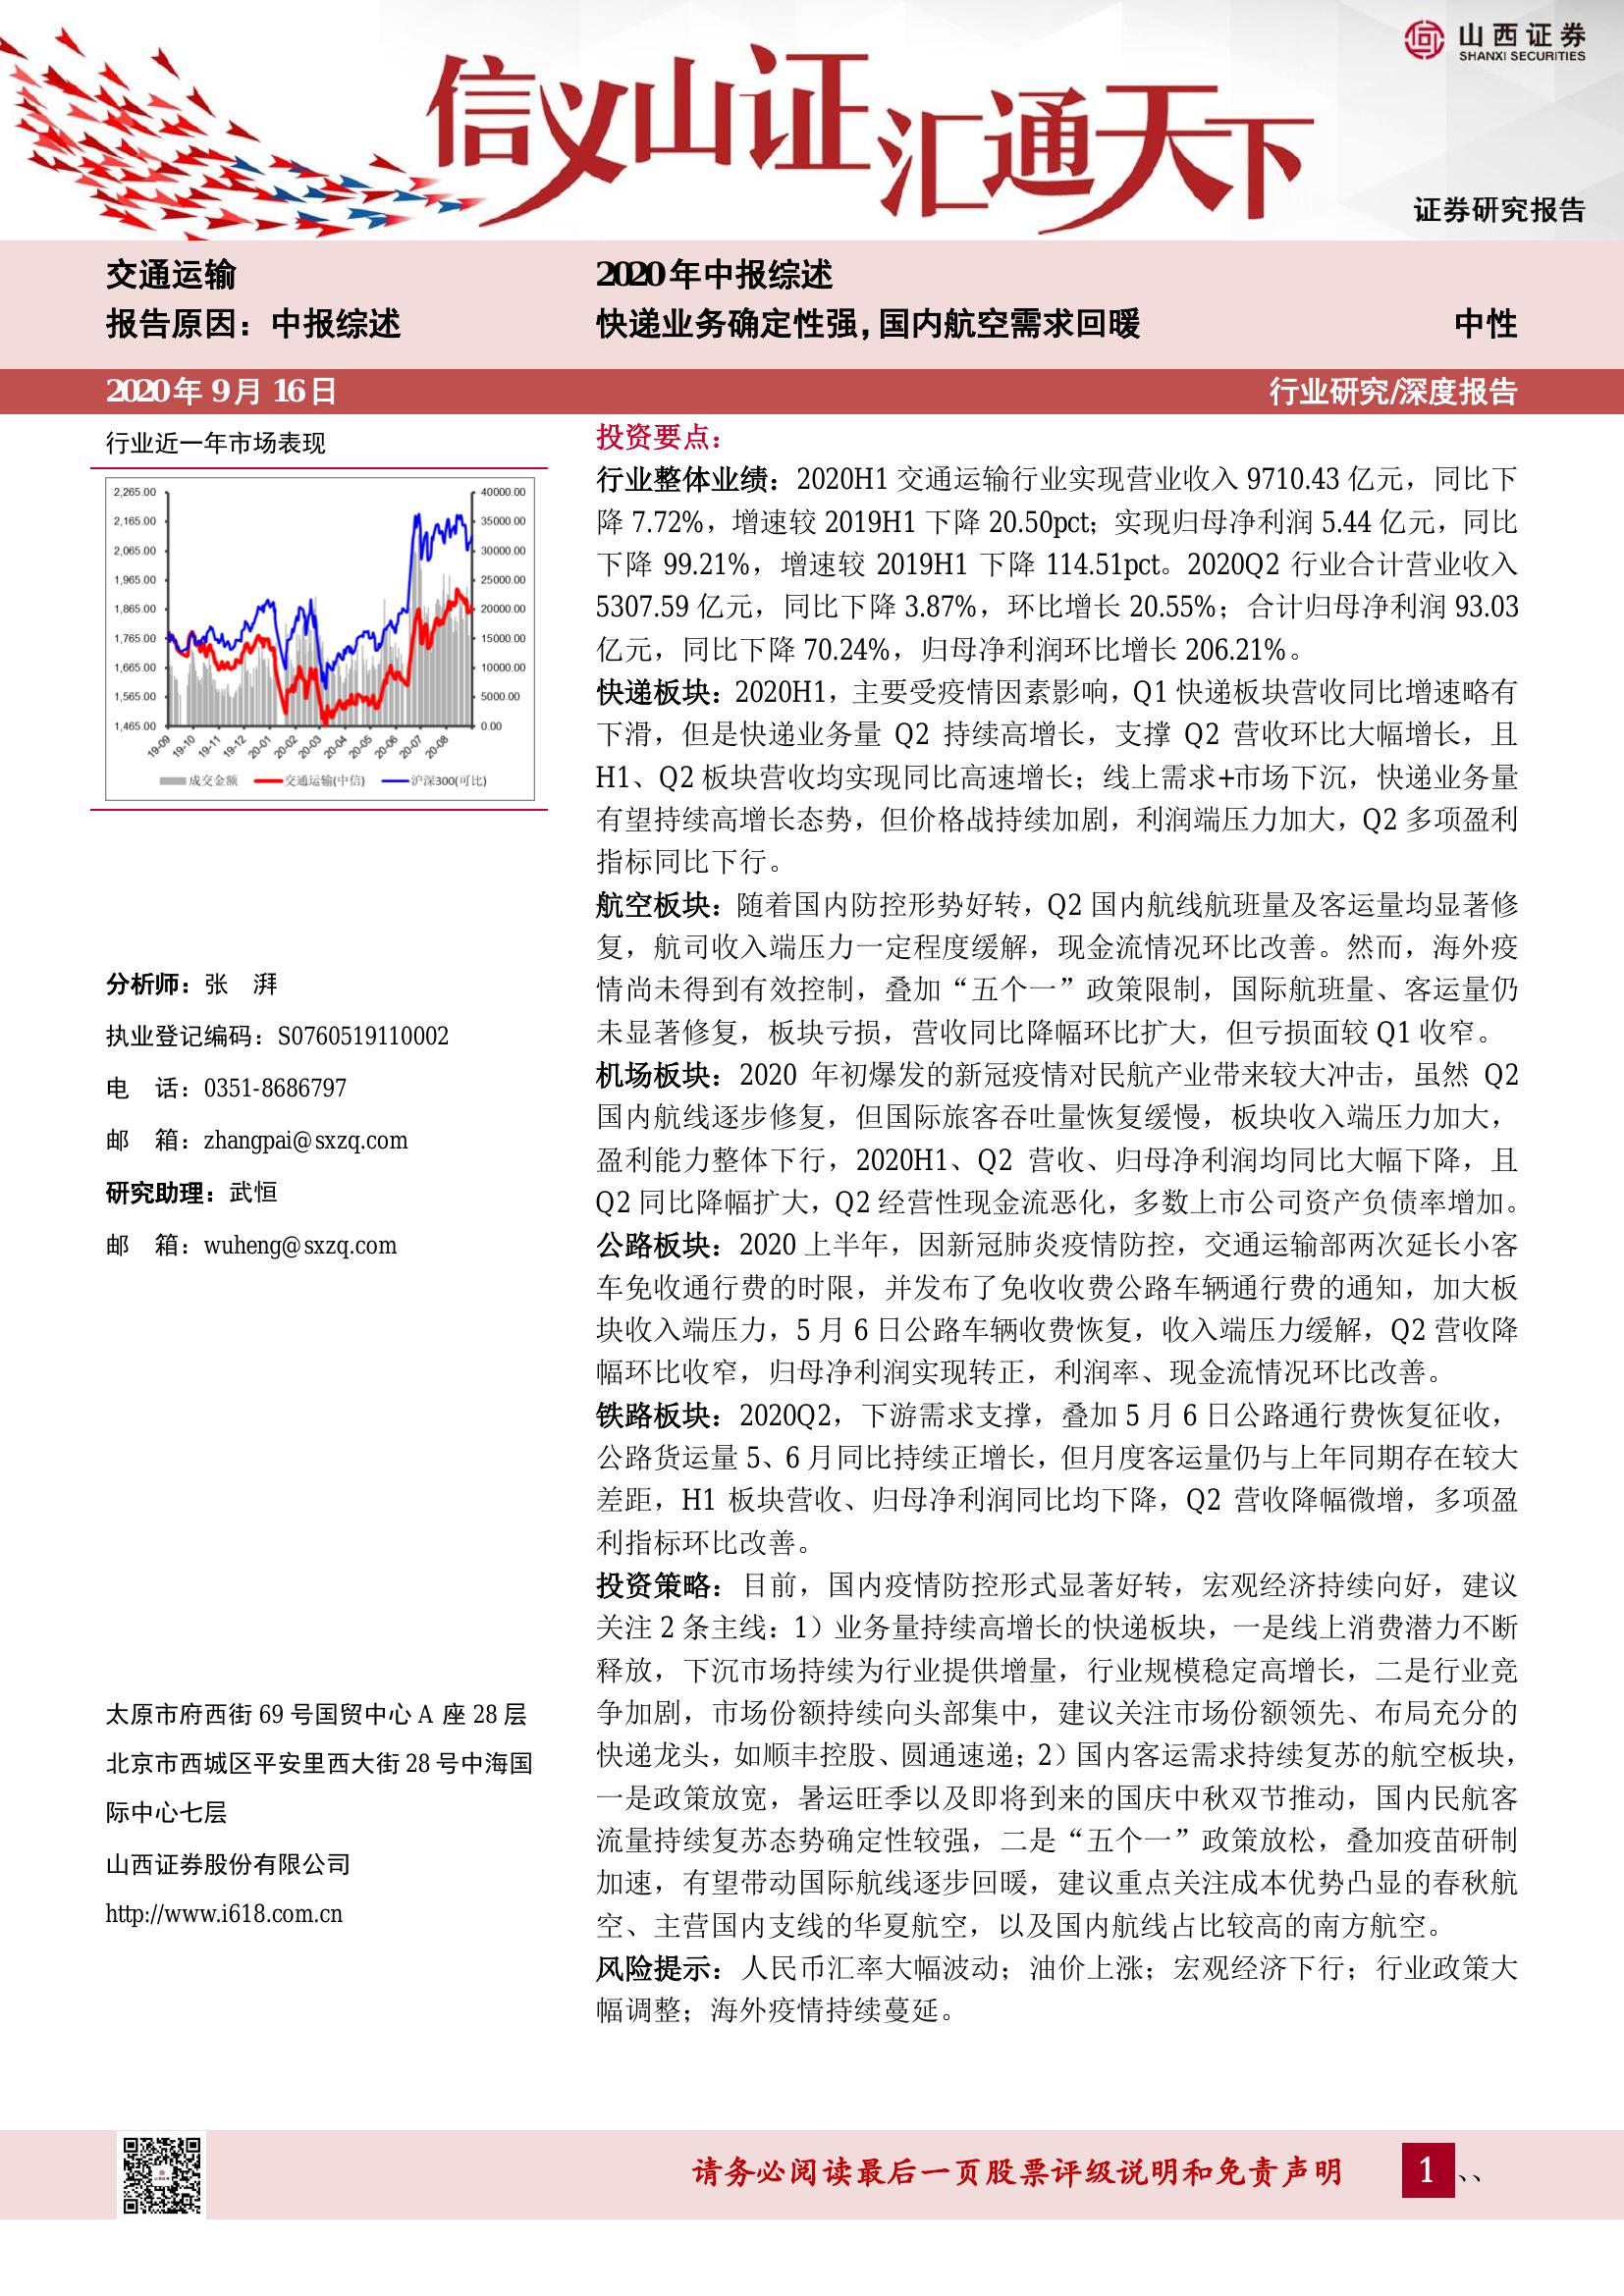 信义山证汇通天下
山西证券
SHANXI SECURITIES
证券研究报告
交通运输
报告原因：中报综述
2020年中报综述
快递业务确定性强，国内航空需求回暖
中性
2020年9月16日
行业研究/深度报告
行业近一年市场表现
2,265.00
2,165.00
2,065.00
1,965.00
1,865.00
1,765.00
1,665.00
1,565.00
1,465.00
40000.00
35000.00
30000.00
25000.00
20000.00
15000.00
10000.00
5000.00
0.00
19-09
19-10
19-11
19-12
20-01
20-02
20-03
20-04
20-05
20-06
20-07
20-08
成交金额 交通运输(中信) 沪深300(可比)
分析师：张 湃
执业登记编码：S0760519110002
电 话：0351-8686797
邮 箱：zhangpai@sxzq.com
研究助理：武恒
邮 箱：wuheng@sxzq.com
太原市府西街69号国贸中心A座28层
北京市西城区平安里西大街28号中海国
际中心七层
山西证券股份有限公司
http://www.i618.com.cn
投资要点：
行业整体业绩：2020H1交通运输行业实现营业收入9710.43亿元，同比下
降7.72%，增速较2019H1下降20.50pct；实现归母净利润5.44亿元，同比
下降99.21%，增速较2019H1下降114.51pct。2020Q2行业合计营业收入
5307.59亿元，同比下降3.87%，环比增长20.55%；合计归母净利润93.03
亿元，同比下降70.24%，归母净利润环比增长206.21%。
快递板块：2020H1，主要受疫情因素影响，Q1快递板块营收同比增速略有
下滑，但是快递业务量Q2持续高增长，支撑Q2营收环比大幅增长，且
H1、Q2板块营收均实现同比高速增长；线上需求+市场下沉，快递业务量
有望持续高增长态势，但价格战持续加剧，利润端压力加大，Q2多项盈利
指标同比下行。
航空板块：随着国内防控形势好转，Q2国内航线航班量及客运量均显著修
复，航司收入端压力一定程度缓解，现金流情况环比改善。然而，海外疫
情尚未得到有效控制，叠加“五个一”政策限制，国际航班量、客运量仍
未显著修复，板块亏损，营收同比降幅环比扩大，但亏损面较Q1收窄。
机场板块：2020年初爆发的新冠疫情对民航产业带来较大冲击，虽然Q2
国内航线逐步修复，但国际旅客吞吐量恢复缓慢，板块收入端压力加大，
盈利能力整体下行，2020H1、Q2营收、归母净利润均同比大幅下降，且
Q2同比降幅扩大，Q2经营性现金流恶化，多数上市公司资产负债率增加。
公路板块：2020上半年，因新冠肺炎疫情防控，交通运输部两次延长小客
车免收通行费的时限，并发布了免收收费公路车辆通行费的通知，加大板
块收入端压力，5月6日公路车辆收费恢复，收入端压力缓解，Q2营收降
幅环比收窄，归母净利润实现转正，利润率、现金流情况环比改善。
铁路板块：2020Q2，下游需求支撑，叠加5月6日公路通行费恢复征收，
公路货运量5、6月同比持续正增长，但月度客运量仍与上年同期存在较大
差距，H1板块营收、归母净利润同比均下降，Q2营收降幅微增，多项盈
利指标环比改善。
投资策略：目前，国内疫情防控形式显著好转，宏观经济持续向好，建议
关注2条主线：1）业务量持续高增长的快递板块，一是线上消费潜力不断
释放，下沉市场持续为行业提供增量，行业规模稳定高增长，二是行业竞
争加剧，市场份额持续向头部集中，建议关注市场份额领先、布局充分的
快递龙头，如顺丰控股、圆通速递；2）国内客运需求持续复苏的航空板块，
一是政策放宽，暑运旺季以及即将到来的国庆中秋双节推动，国内民航客
流量持续复苏态势确定性较强，二是“五个一”政策放松，叠加疫苗研制
加速，有望带动国际航线逐步回暖，建议重点关注成本优势凸显的春秋航
空、主营国内支线的华夏航空，以及国内航线占比较高的南方航空。
风险提示：人民币汇率大幅波动；油价上涨；宏观经济下行；行业政策大
幅调整；海外疫情持续蔓延。
请务必阅读最后一页股票评级说明和免责声明
1、、